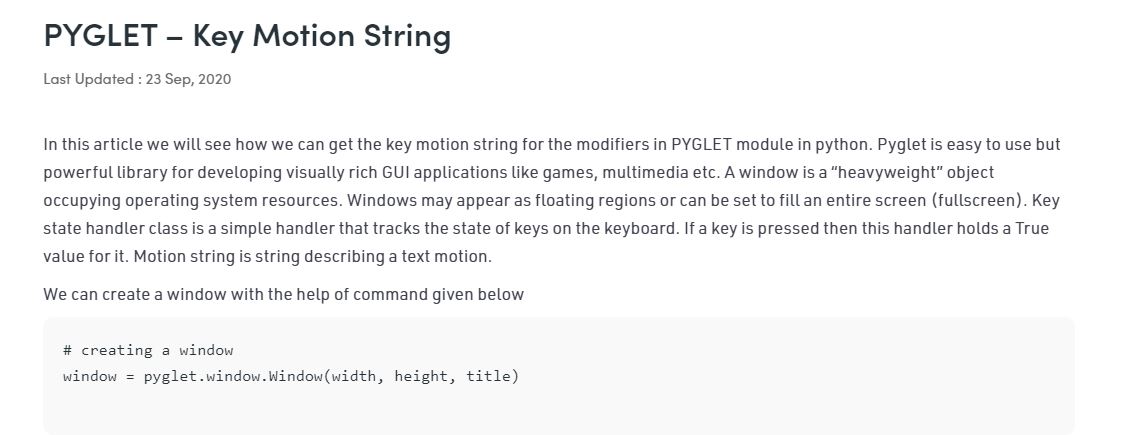 PYGLET – Key Motion String
Last Updated : 23 Sep, 2020
In this article we will see how we can get the key motion string for the modifiers in PYGLET module in python. Pyglet is easy to use but
powerful library for developing visually rich GUI applications like games, multimedia etc. A window is a “heavyweight” object
occupying operating system resources. Windows may appear as floating regions or can be set to fill an entire screen (fullscreen). Key
state handler class is a simple handler that tracks the state of keys on the keyboard. If a key is pressed then this handler holds a True
value for it. Motion string is string describing a text motion.
We can create a window with the help of command given below
# creating a window
window = pyglet.window.Window(width, height, title)